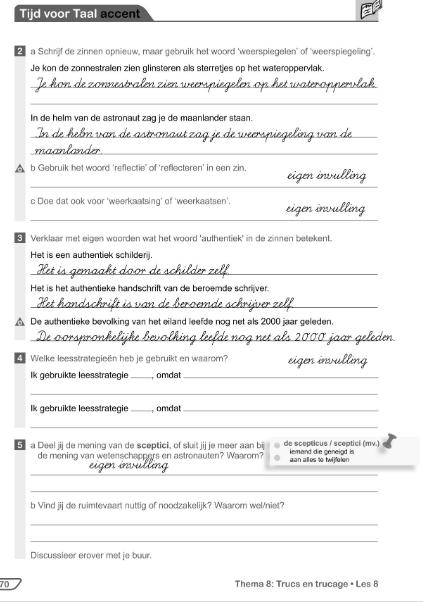 Tijd voor Taal accent
2 a Schrijf de zinnen opnieuw, maar gebruik het woord 'weerspiegelen' of 'weerspiegeling'.
Je kon de zonnestralen zien glinsteren als sterretjes op het wateroppervlak.
Je kon de zonnestralen zien weerspiegelen op het wateroppervlak.
In de helm van de astronaut zag je de maanlander staan.
In de helm van de astronaut zag je de weerspiegeling van de
maanlander.
b Gebruik het woord 'reflectie' of 'reflecteren' in een zin.
eigen invulling
c Doe dat ook voor 'weerkaatsing' of 'weerkaatsen'.
eigen invulling
3 Verklaar met eigen woorden wat het woord 'authentiek' in de zinnen betekent.
Het is een authentiek schilderij.
Het is gemaakt door de schilder zelf.
Het is het authentieke handschrift van de beroemde schrijver.
Het handschrift is van de beroemde schrijver zelf.
De authentieke bevolking van het eiland leefde nog net als 2000 jaar geleden.
De oorspronkelijke bevolking leefde nog net als 2000 jaar geleden.
4 Welke leesstrategieën heb je gebruikt en waarom?
eigen invulling
Ik gebruikte leesstrategie _____, omdat
Ik gebruikte leesstrategie _____, omdat
5 a Deel jij de mening van de sceptici, of sluit jij je meer aan bij
de mening van wetenschappers en astronauten? Waarom?
eigen invulling
de scepticus / sceptici (mv.)
iemand die geneigd is
aan alles te twijfelen
b Vind jij de ruimtevaart nuttig of noodzakelijk? Waarom wel/niet?
Discussieer erover met je buur.
70
Thema 8: Trucs en trucage • Les 8